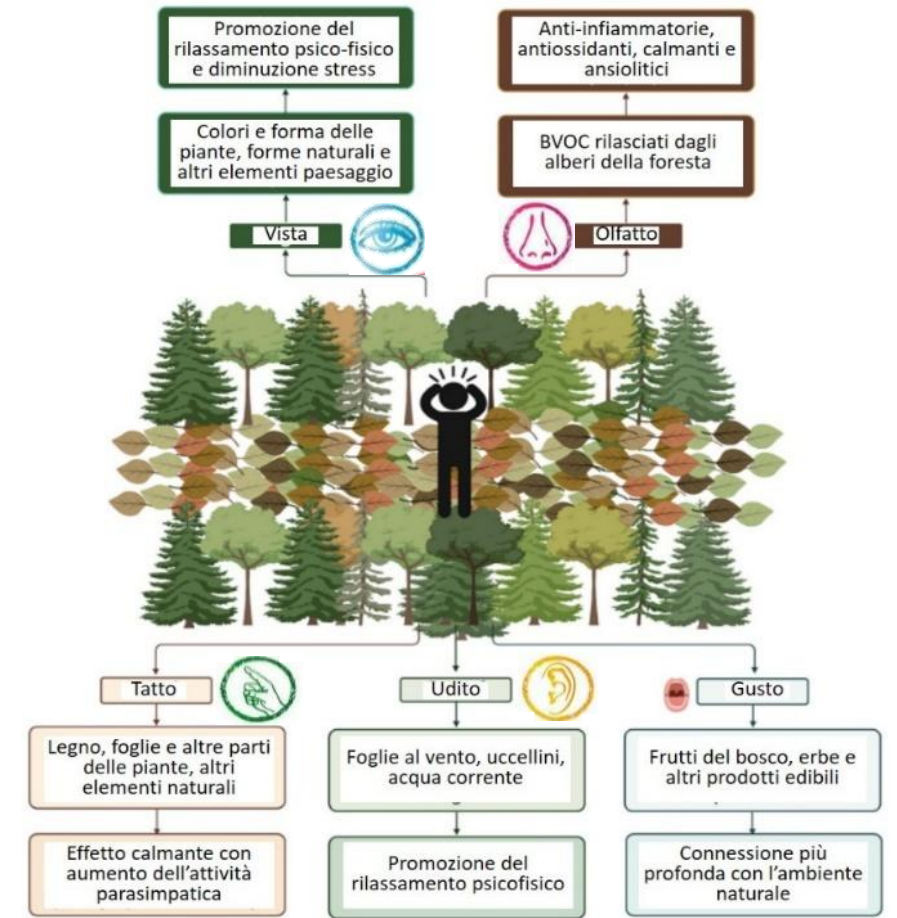 Promozione del
rilassamento psico-fisico
e diminuzione stress
Anti-infiammatorie,
antiossidanti, calmanti e
ansiolitici
Colori e forma delle
piante, forme naturali e
altri elementi paesaggio
BVOC rilasciati dagli
alberi della foresta
Vista
Olfatto
Tatto
Udito
Gusto
Legno, foglie e altre parti
delle piante, altri
elementi naturali
Foglie al vento, uccellini,
acqua corrente
Frutti del bosco, erbe e
altri prodotti edibili
Effetto calmante con
aumento dell'attività
parasimpatica
Promozione del
rilassamento psicofisico
Connessione più
profonda con l'ambiente
naturale